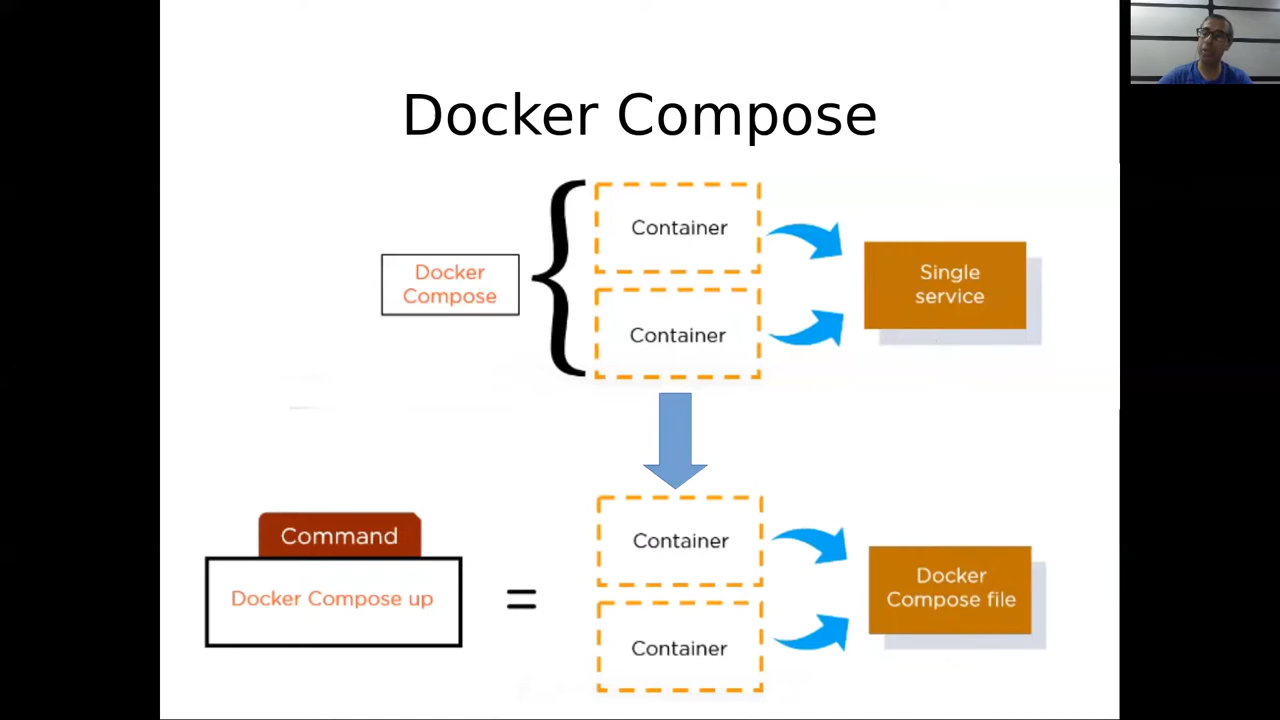 Docker Compose
Container
Docker
Compose
Single
service
Container
Container
Command
Docker Compose up
=
Docker
Compose file
Container